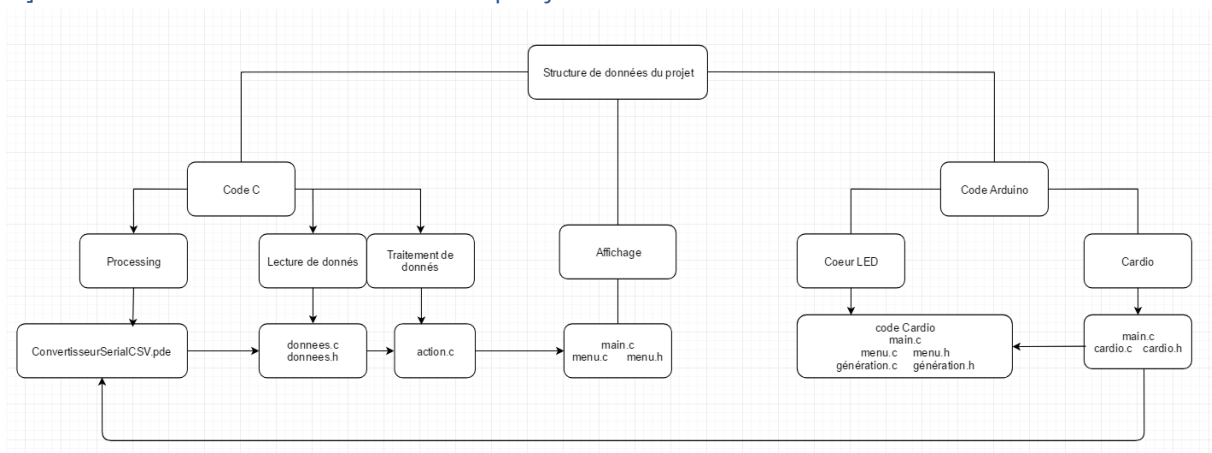 Structure de données du projet
Code C
Code Arduino
Processing
Lecture de donnés
Traitement de
donnés
Affichage
Coeur LED
Cardio
ConvertisseurSerialCSV.pde
donnees.c
donnees.h
action.c
main.c
menu.c menu.h
code Cardio
main.c
menu.c menu.h
génération.c génération.h
main.c
cardio.c cardio.h